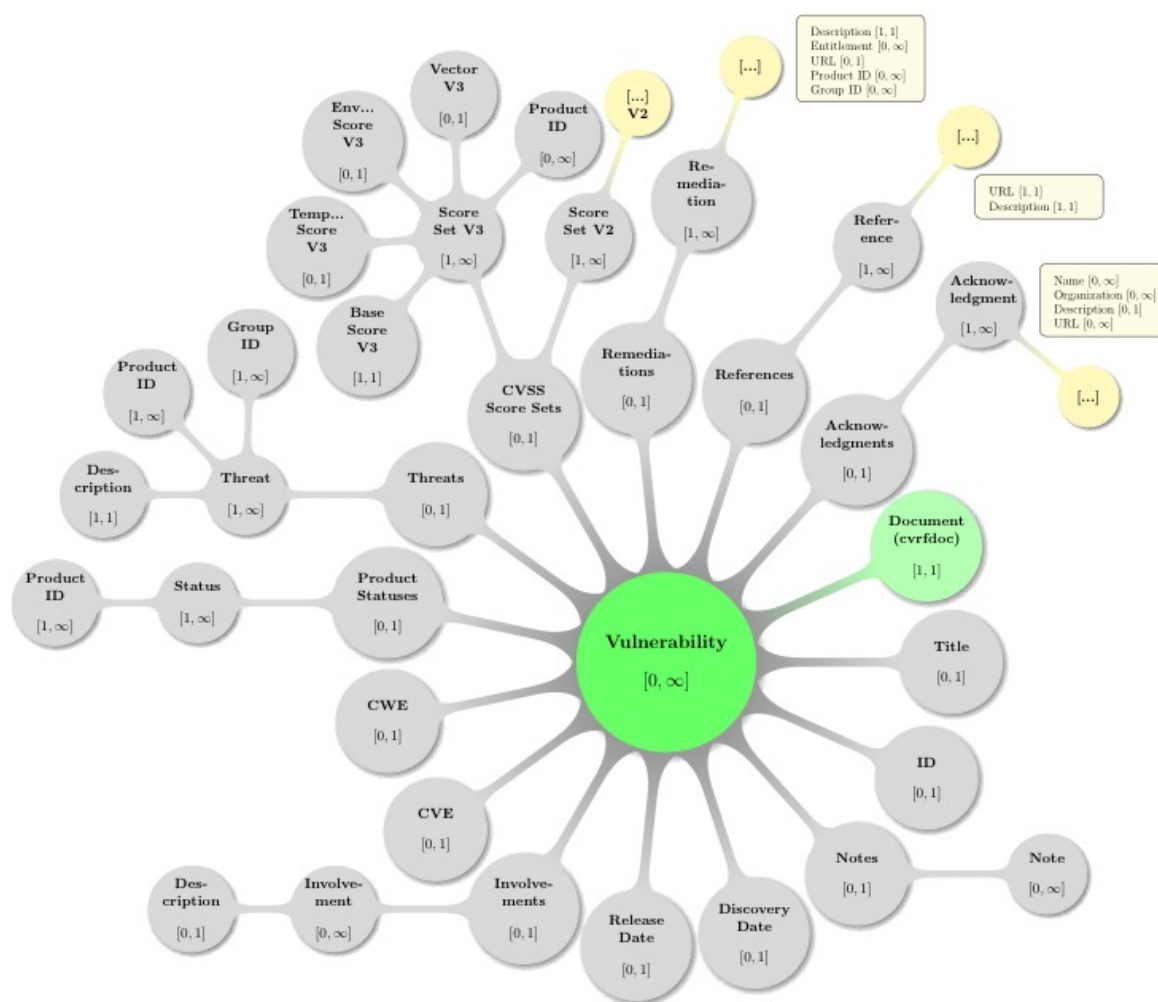 Description [1, 1]
Entitlement [0, ∞]
URL [0, 1]
Product ID [0, ∞]
Group ID [0, ∞]
[...]
Vector
V3
[0, 1]
[...]
V2
Env...
Score
V3
[0, 1]
Product
ID
[0, ∞]
[...]
Re-
media-
tion
[1, ∞]
URL [1, 1]
Description [1, 1]
Temp...
Score
V3
[0, 1]
Score
Set V3
[1, ∞]
Score
Set V2
[1, ∞]
Refer-
ence
[1, ∞]
Acknow-
ledgment
[1, ∞]
Name [0, ∞]
Organization [0, ∞]
Description [0, 1]
URL [0, ∞]
Base
Score
V3
[1, 1]
Group
ID
[1, ∞]
Product
ID
[1, ∞]
CVSS
Score Sets
[0, 1]
Remedia-
tions
[0, 1]
References
[0, 1]
[...]
Acknow-
ledgments
[0, 1]
Des-
cription
[1, 1]
Threat
[1, ∞]
Threats
[0, 1]
Document
(cvrfdoc)
[1, 1]
Product
ID
[1, ∞]
Status
[1, ∞]
Product
Statuses
[0, 1]
Vulnerability
[0, ∞]
Title
[0, 1]
CWE
[0, 1]
ID
[0, 1]
CVE
[0, 1]
Notes
[0, 1]
Note
[0, ∞]
Des-
cription
[0, 1]
Involve-
ment
[0, ∞]
Involve-
ments
[0, 1]
Release
Date
[0, 1]
Discovery
Date
[0, 1]